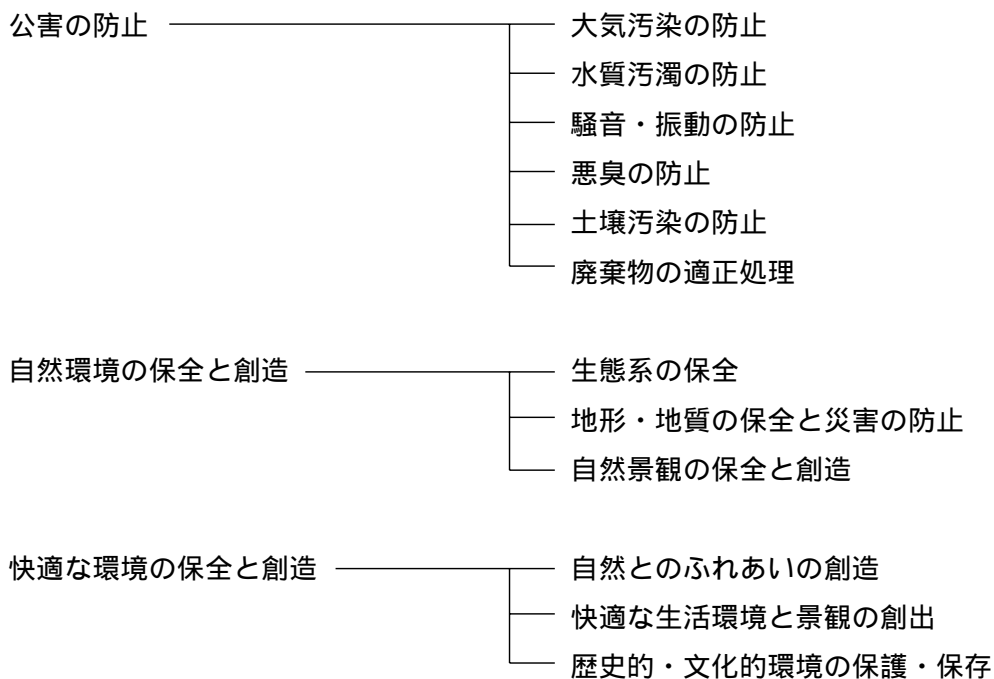 公害の防止
大気汚染の防止
水質汚濁の防止
騒音・振動の防止
悪臭の防止
土壌汚染の防止
廃棄物の適正処理
自然環境の保全と創造
生態系の保全
地形・地質の保全と災害の防止
自然景観の保全と創造
快適な環境の保全と創造
自然とのふれあいの創造
快適な生活環境と景観の創出
歴史的・文化的環境の保護・保存